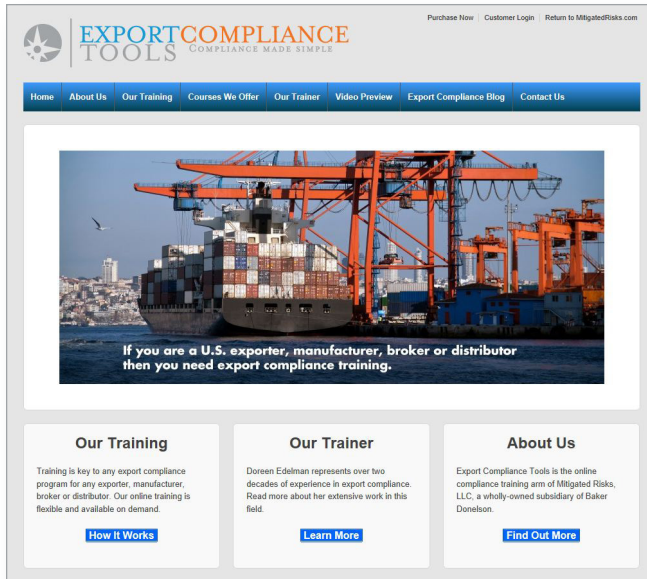 Purchase Now | Customer Login | Return to MitigatedRisks.com
EXPORTCOMPLIANCE
TOOLS COMPLIANCE MADE SIMPLE
Home About Us Our Training Courses We Offer Our Trainer Video Preview Export Compliance Blog Contact Us
If you are a U.S. exporter, manufacturer, broker or distributor
then you need export compliance training.
Our Training
Training is key to any export compliance
program for any exporter, manufacturer,
broker or distributor. Our online training is
flexible and available on demand.
How It Works
Our Trainer
Doreen Edelman represents over two
decades of experience in export compliance.
Read more about her extensive work in this
field.
Learn More
About Us
Export Compliance Tools is the online
compliance training arm of Mitigated Risks,
LLC, a wholly-owned subsidiary of Baker
Donelson.
Find Out More